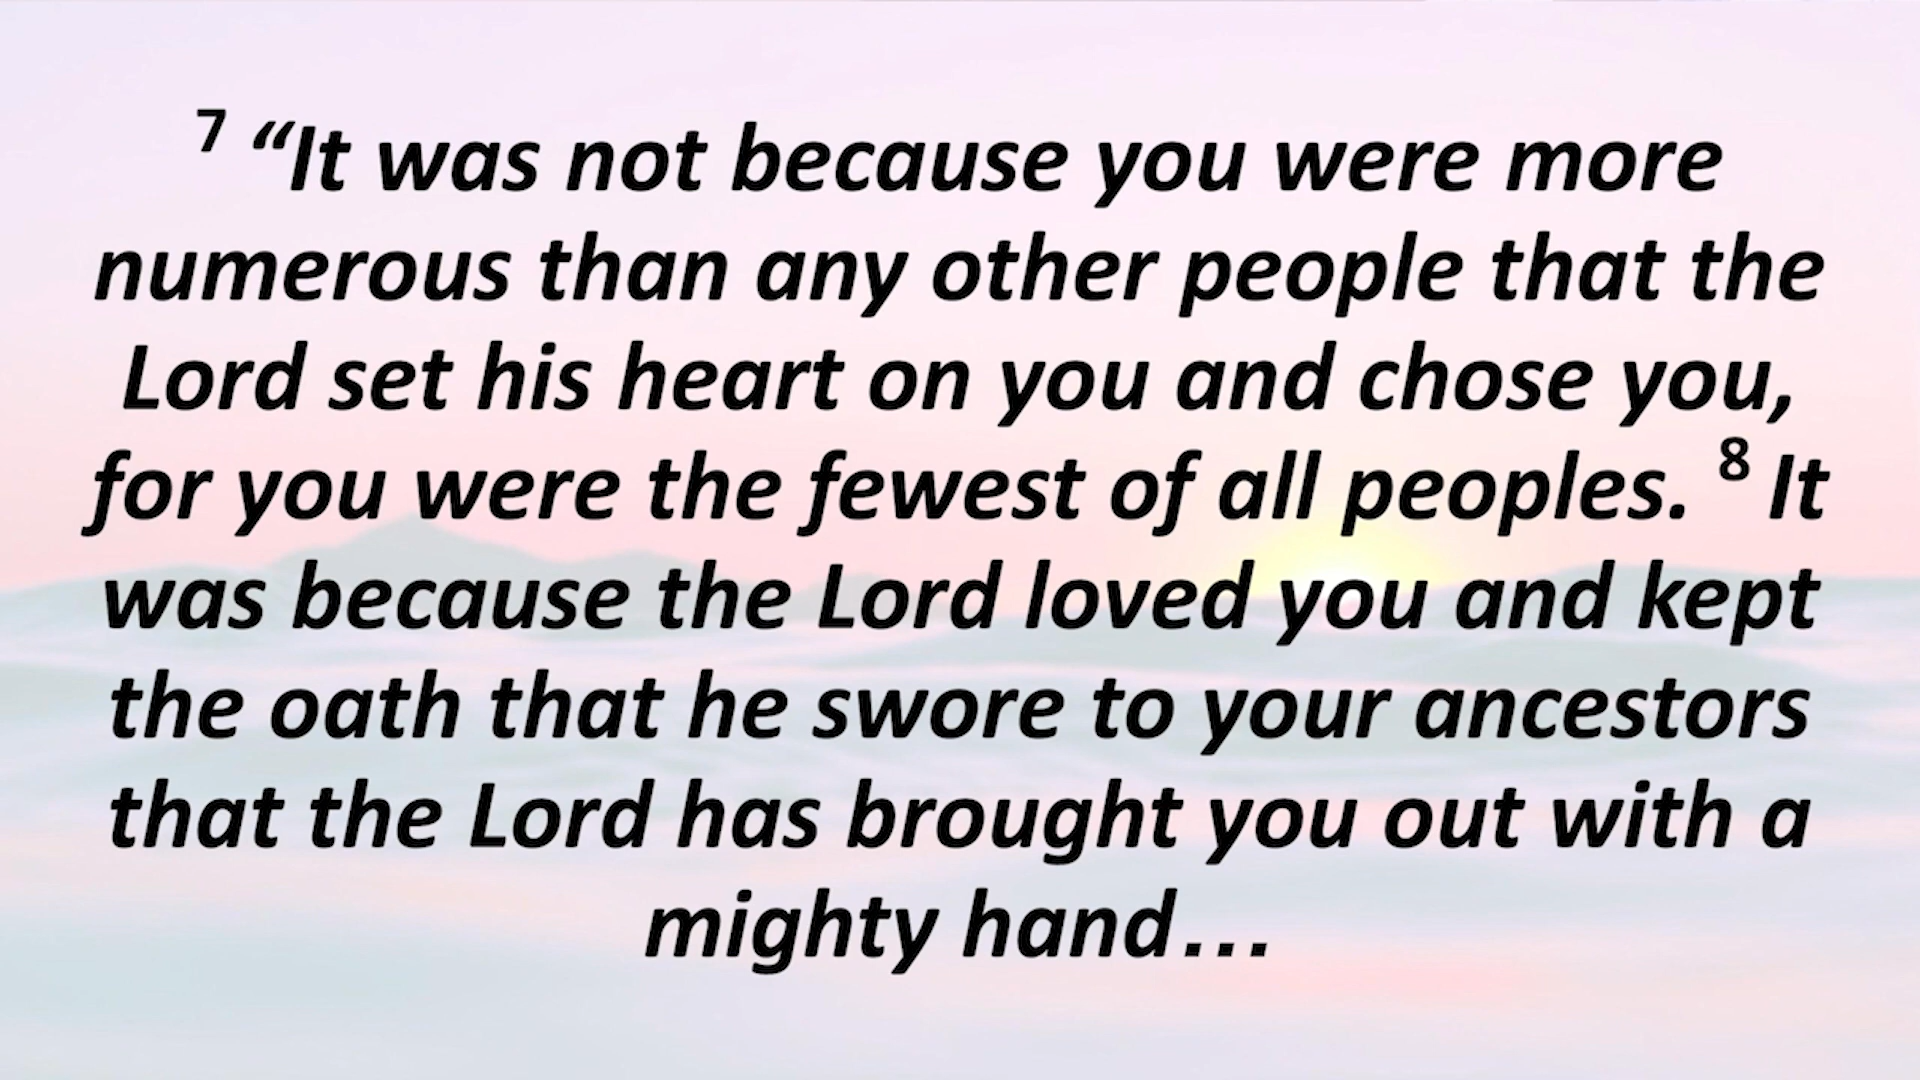 7 “It was not because you were more
numerous than any other people that the
Lord set his heart on you and chose you,
for you were the fewest of all peoples. 8 It
was because the Lord loved you and kept
the oath that he swore to your ancestors
that the Lord has brought you out with a
mighty hand…